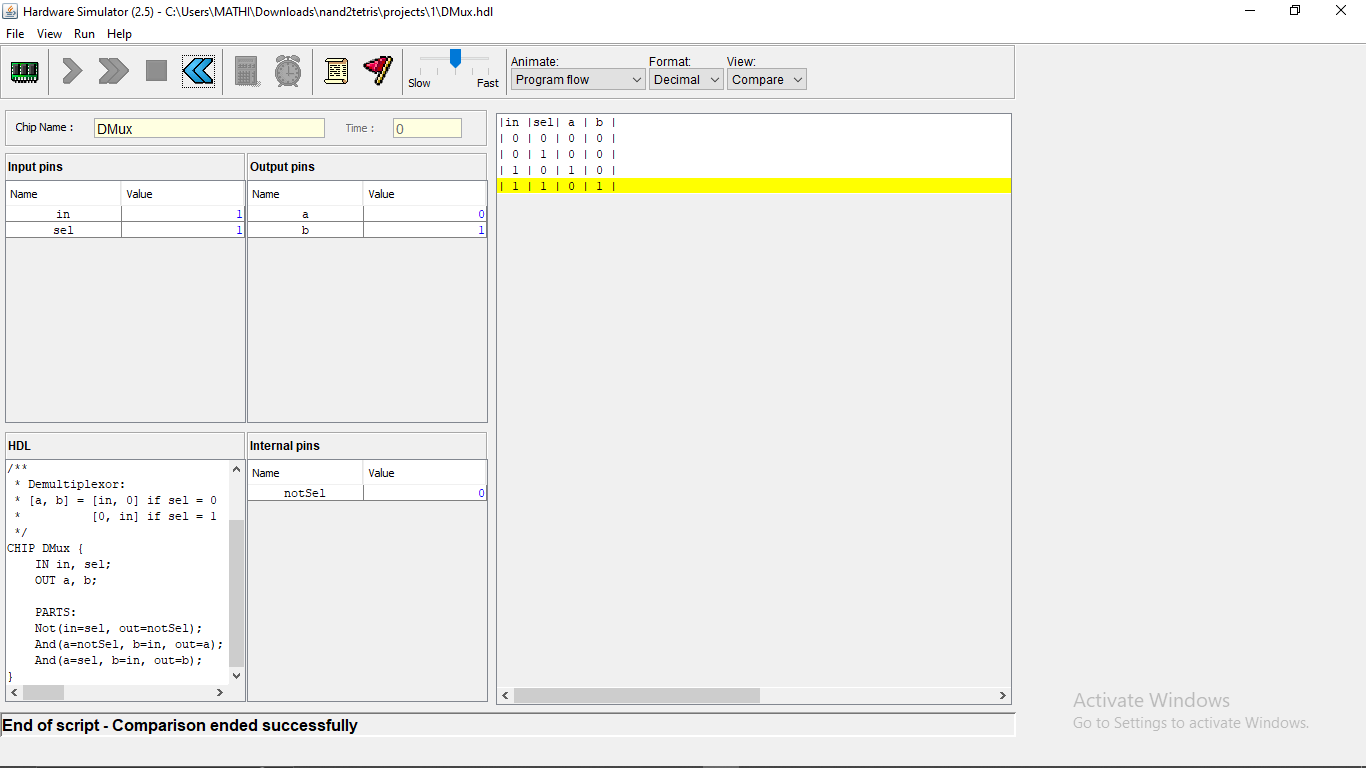 Hardware Simulator (2.5) - C:\Users\MATHI\Downloads\nand2tetris\projects\1\DMux.hdl
File View Run Help
Slow Fast
Animate: Format: View:
Program flow Decimal Compare
Chip Name : DMux Time : 0
Input pins
Name Value
in 1
sel 1
Output pins
Name Value
a 0
b 1
|in |sel| a | b |
| 0 | 0 | 0 | 0 |
| 0 | 1 | 0 | 0 |
| 1 | 0 | 1 | 0 |
| 1 | 1 | 0 | 1 |
HDL
/**
* Demultiplexor:
* [a, b] = [in, 0] if sel = 0
* [0, in] if sel = 1
*/
CHIP DMux {
IN in, sel;
OUT a, b;
PARTS:
Not(in=sel, out=notSel);
And(a=notSel, b=in, out=a);
And(a=sel, b=in, out=b);
}
Internal pins
Name Value
notSel 0
Activate Windows
Go to Settings to activate Windows.
End of script - Comparison ended successfully